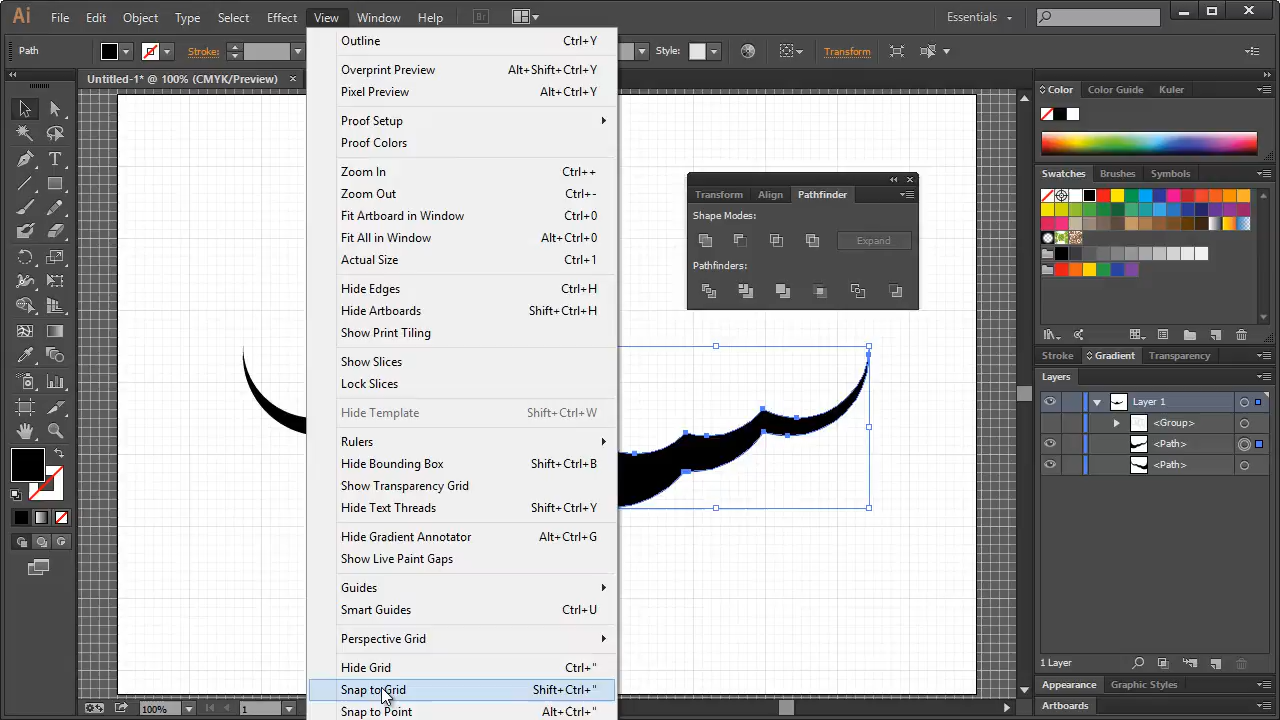 Ai File Edit Object Type Select Effect View Window Help Br Essentials
Path Stroke: Style: Transform
Untitled-1* @ 100% (CMYK/Preview)
Outline Ctrl+Y
Overprint Preview Alt+Shift+Ctrl+Y
Pixel Preview Alt+Ctrl+Y
Proof Setup
Proof Colors
Zoom In Ctrl++
Zoom Out Ctrl+-
Fit Artboard in Window Ctrl+0
Fit All in Window Alt+Ctrl+0
Actual Size Ctrl+1
Hide Edges Ctrl+H
Hide Artboards Shift+Ctrl+H
Show Print Tiling
Show Slices
Lock Slices
Hide Template Shift+Ctrl+W
Rulers
Hide Bounding Box Shift+Ctrl+B
Show Transparency Grid
Hide Text Threads Shift+Ctrl+Y
Hide Gradient Annotator Alt+Ctrl+G
Show Live Paint Gaps
Guides
Smart Guides Ctrl+U
Perspective Grid
Hide Grid Ctrl+"
Snap to Grid Shift+Ctrl+"
Snap to Point Alt+Ctrl+"
Transform Align Pathfinder
Shape Modes:
Expand
Pathfinders:
Color Color Guide Kuler
Swatches Brushes Symbols
Stroke Gradient Transparency
Layers
Layer 1
<Group>
<Path>
<Path>
1 Layer
Appearance Graphic Styles
Artboards
100% 1